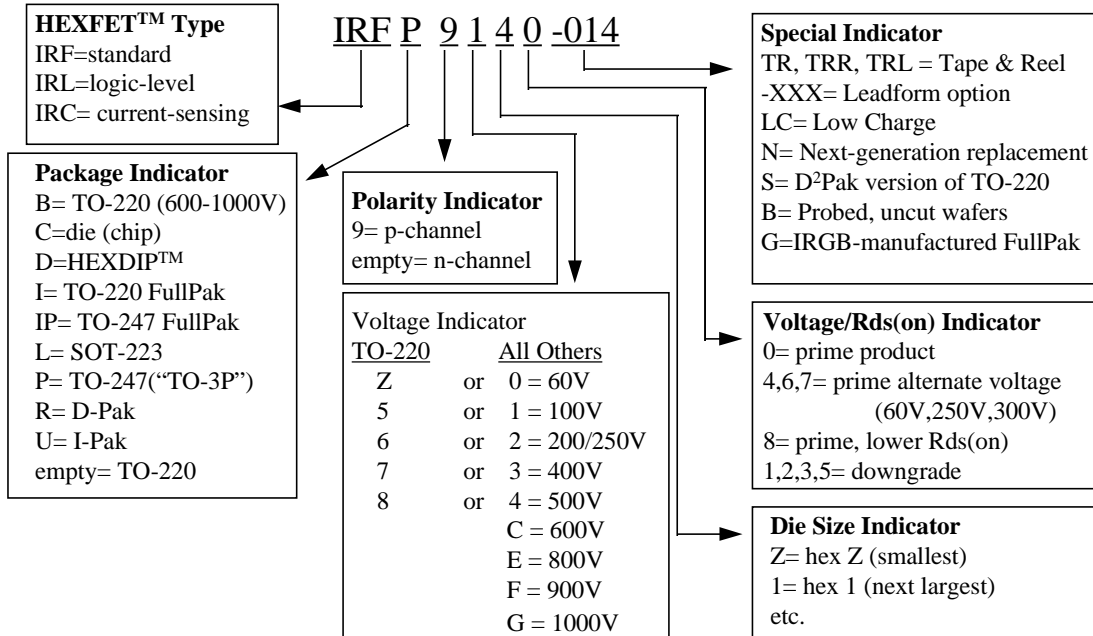 IRF P 9 1 4 0 -014
HEXFET™ Type
IRF=standard
IRL=logic-level
IRC= current-sensing
Package Indicator
B= TO-220 (600-1000V)
C=die (chip)
D=HEXDIP™
I= TO-220 FullPak
IP= TO-247 FullPak
L= SOT-223
P= TO-247(“TO-3P”)
R= D-Pak
U= I-Pak
empty= TO-220
Polarity Indicator
9= p-channel
empty= n-channel
Voltage Indicator
TO-220 All Others
Z or 0 = 60V
5 or 1 = 100V
6 or 2 = 200/250V
7 or 3 = 400V
8 or 4 = 500V
C = 600V
E = 800V
F = 900V
G = 1000V
Special Indicator
TR, TRR, TRL = Tape & Reel
-XXX= Leadform option
LC= Low Charge
N= Next-generation replacement
S= D²Pak version of TO-220
B= Probed, uncut wafers
G=IRGB-manufactured FullPak
Voltage/Rds(on) Indicator
0= prime product
4,6,7= prime alternate voltage
(60V,250V,300V)
8= prime, lower Rds(on)
1,2,3,5= downgrade
Die Size Indicator
Z= hex Z (smallest)
1= hex 1 (next largest)
etc.